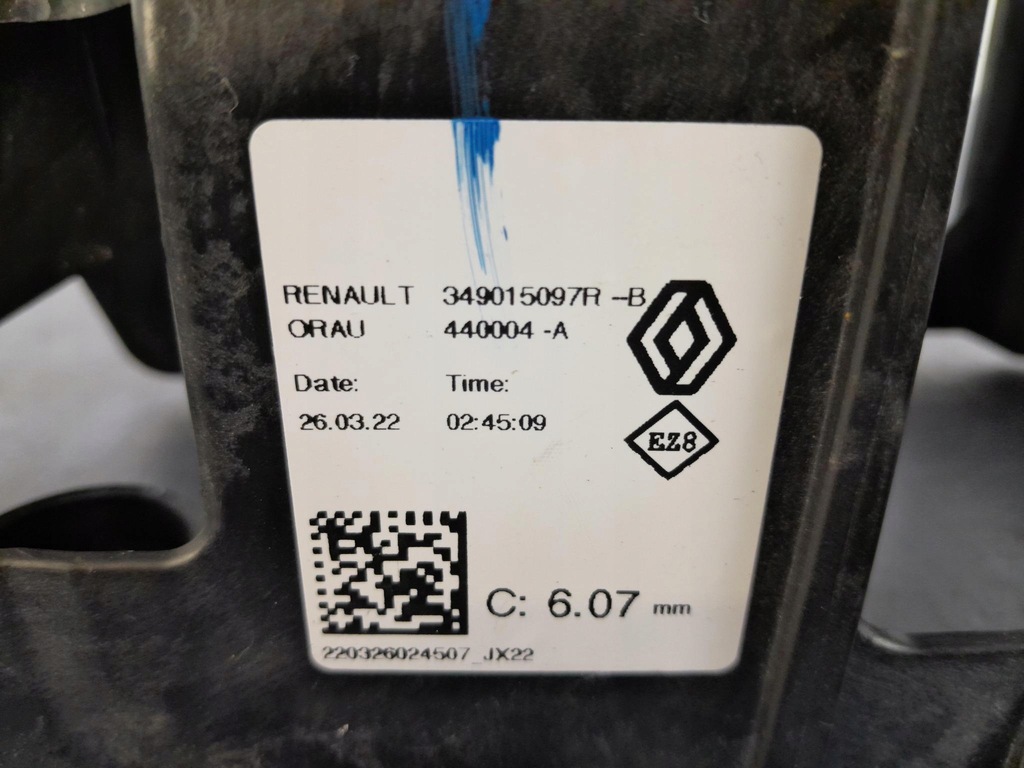 RENAULT 349015097R --B
ORAU 440004 -A
Date: Time:
26.03.22 02:45:09
EZ8
C: 6.07 mm
220326024507_JX22